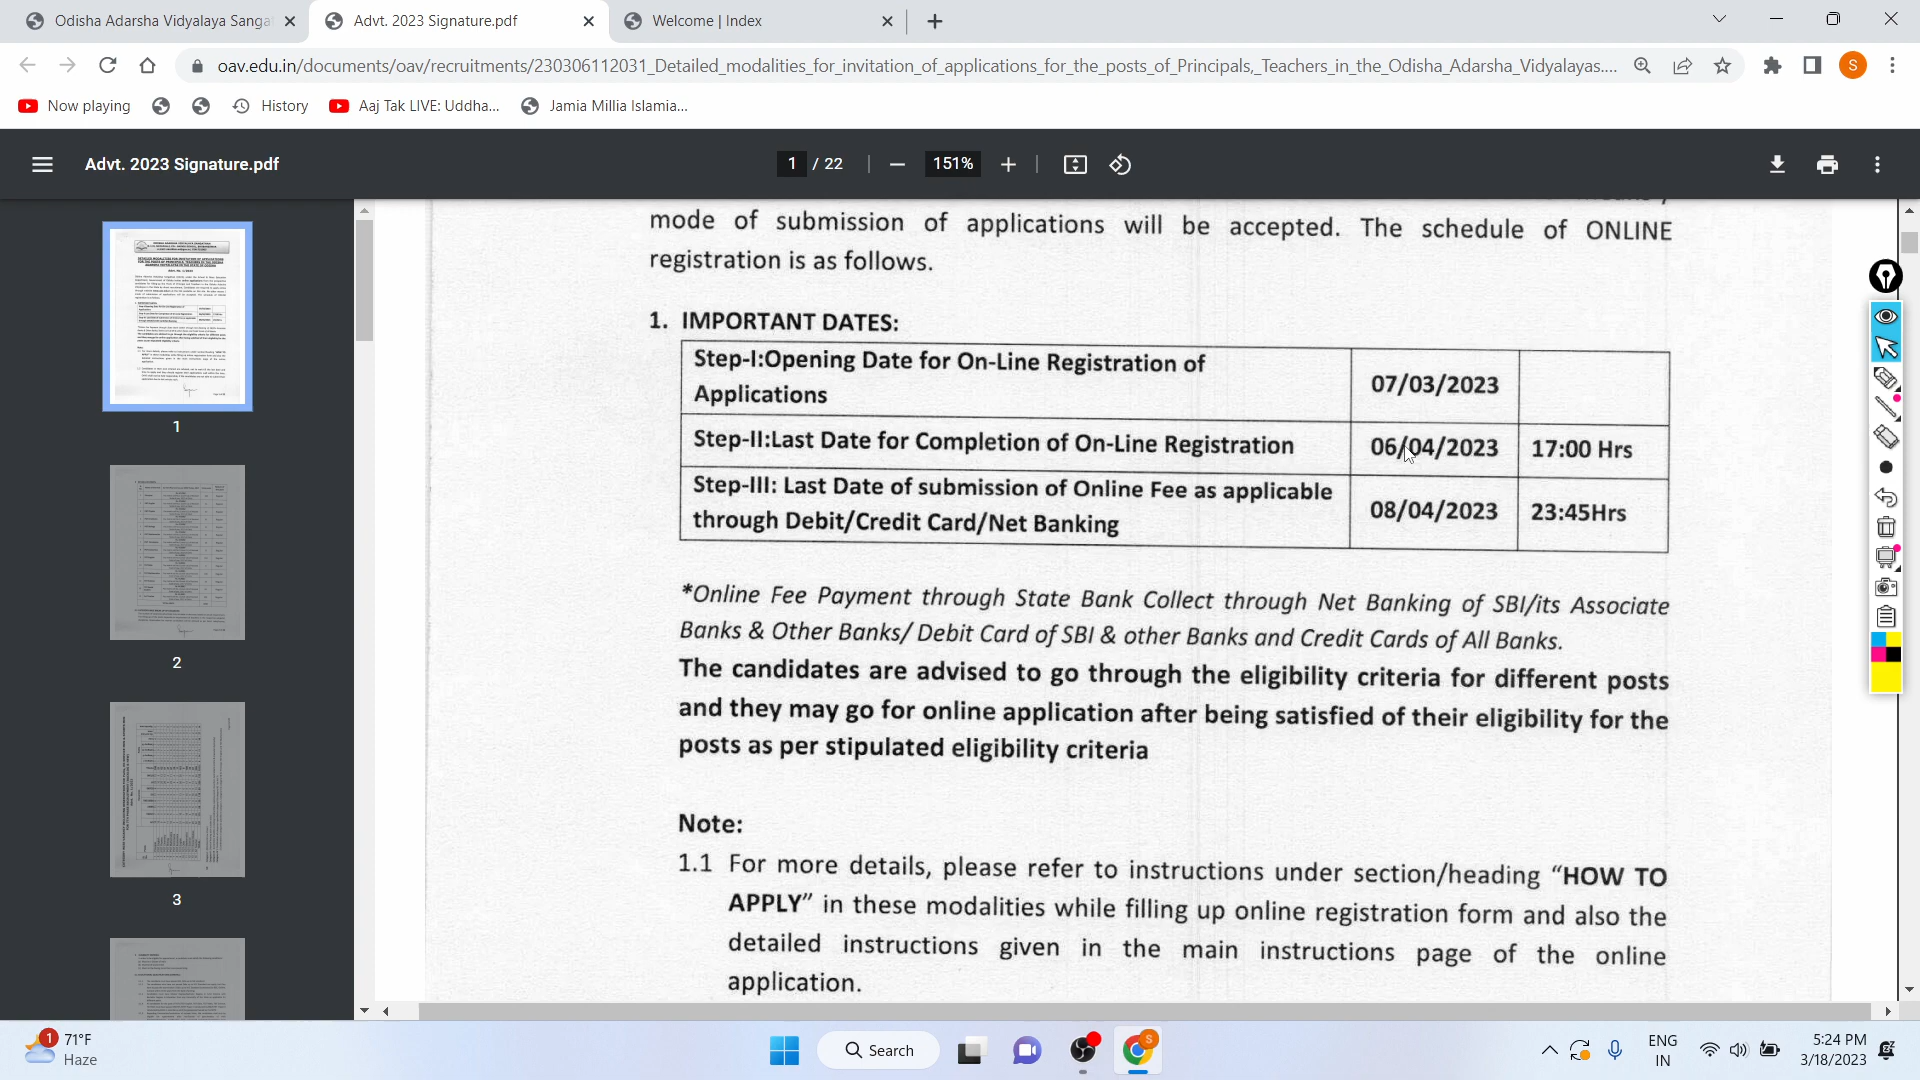 Odisha Adarsha Vidyalaya Sanga
Advt. 2023 Signature.pdf
Welcome | Index
oav.edu.in/documents/oav/recruitments/230306112031_Detailed_modalities_for_invitation_of_applications_for_the_posts_of_Principals,_Teachers_in_the_Odisha_Adarsha_Vidyalayas....
S
Now playing
History
Aaj Tak LIVE: Uddha...
Jamia Millia Islamia...
Advt. 2023 Signature.pdf
1 / 22
151%
mode of submission of applications will be accepted. The schedule of ONLINE
registration is as follows.
1. IMPORTANT DATES:
Step-I:Opening Date for On-Line Registration of
Applications
07/03/2023
Step-II:Last Date for Completion of On-Line Registration
06/04/2023
17:00 Hrs
Step-III: Last Date of submission of Online Fee as applicable
through Debit/Credit Card/Net Banking
08/04/2023
23:45Hrs
*Online Fee Payment through State Bank Collect through Net Banking of SBI/its Associate
Banks & Other Banks/ Debit Card of SBI & other Banks and Credit Cards of All Banks.
The candidates are advised to go through the eligibility criteria for different posts
and they may go for online application after being satisfied of their eligibility for the
posts as per stipulated eligibility criteria
Note:
1.1 For more details, please refer to instructions under section/heading “HOW TO
APPLY” in these modalities while filling up online registration form and also the
detailed instructions given in the main instructions page of the online
application.
1
2
3
1
71°F
Haze
Search
S
ENG
IN
5:24 PM
3/18/2023